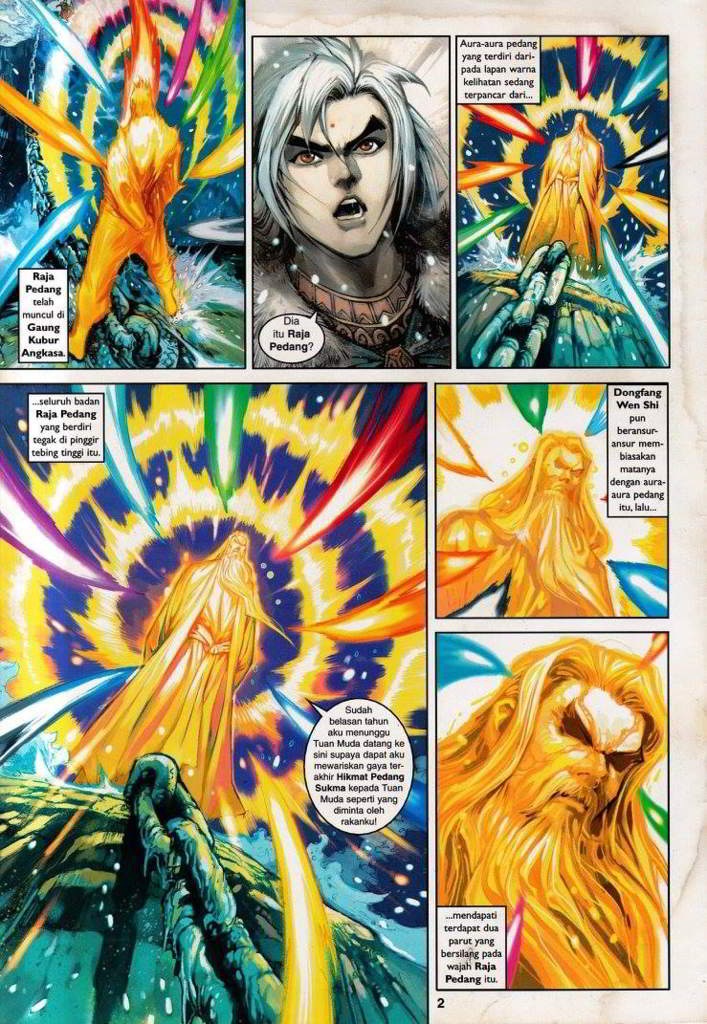 Raja
Pedang
telah
muncul di
Gaung
Kubur
Angkasa.
Dia
itu Raja
Pedang?
Aura-aura pedang
yang terdiri dari-
pada lapan warna
kelihatan sedang
terpancar dari...
...seluruh badan
Raja Pedang
yang berdiri
tegak di pinggir
tebing tinggi itu.
Sudah
belasan tahun
aku menunggu
Tuan Muda datang ke
sini supaya dapat aku
mewariskan gaya ter-
akhir Hikmat Pedang
Sukma kepada Tuan
Muda seperti yang
diminta oleh
rakanku!
Dongfang
Wen Shi
pun
beransur-
ansur mem-
biasakan
matanya
dengan aura-
aura pedang
itu, lalu...
...mendapati
terdapat dua
parut yang
bersilang pada
wajah Raja
Pedang itu.
2